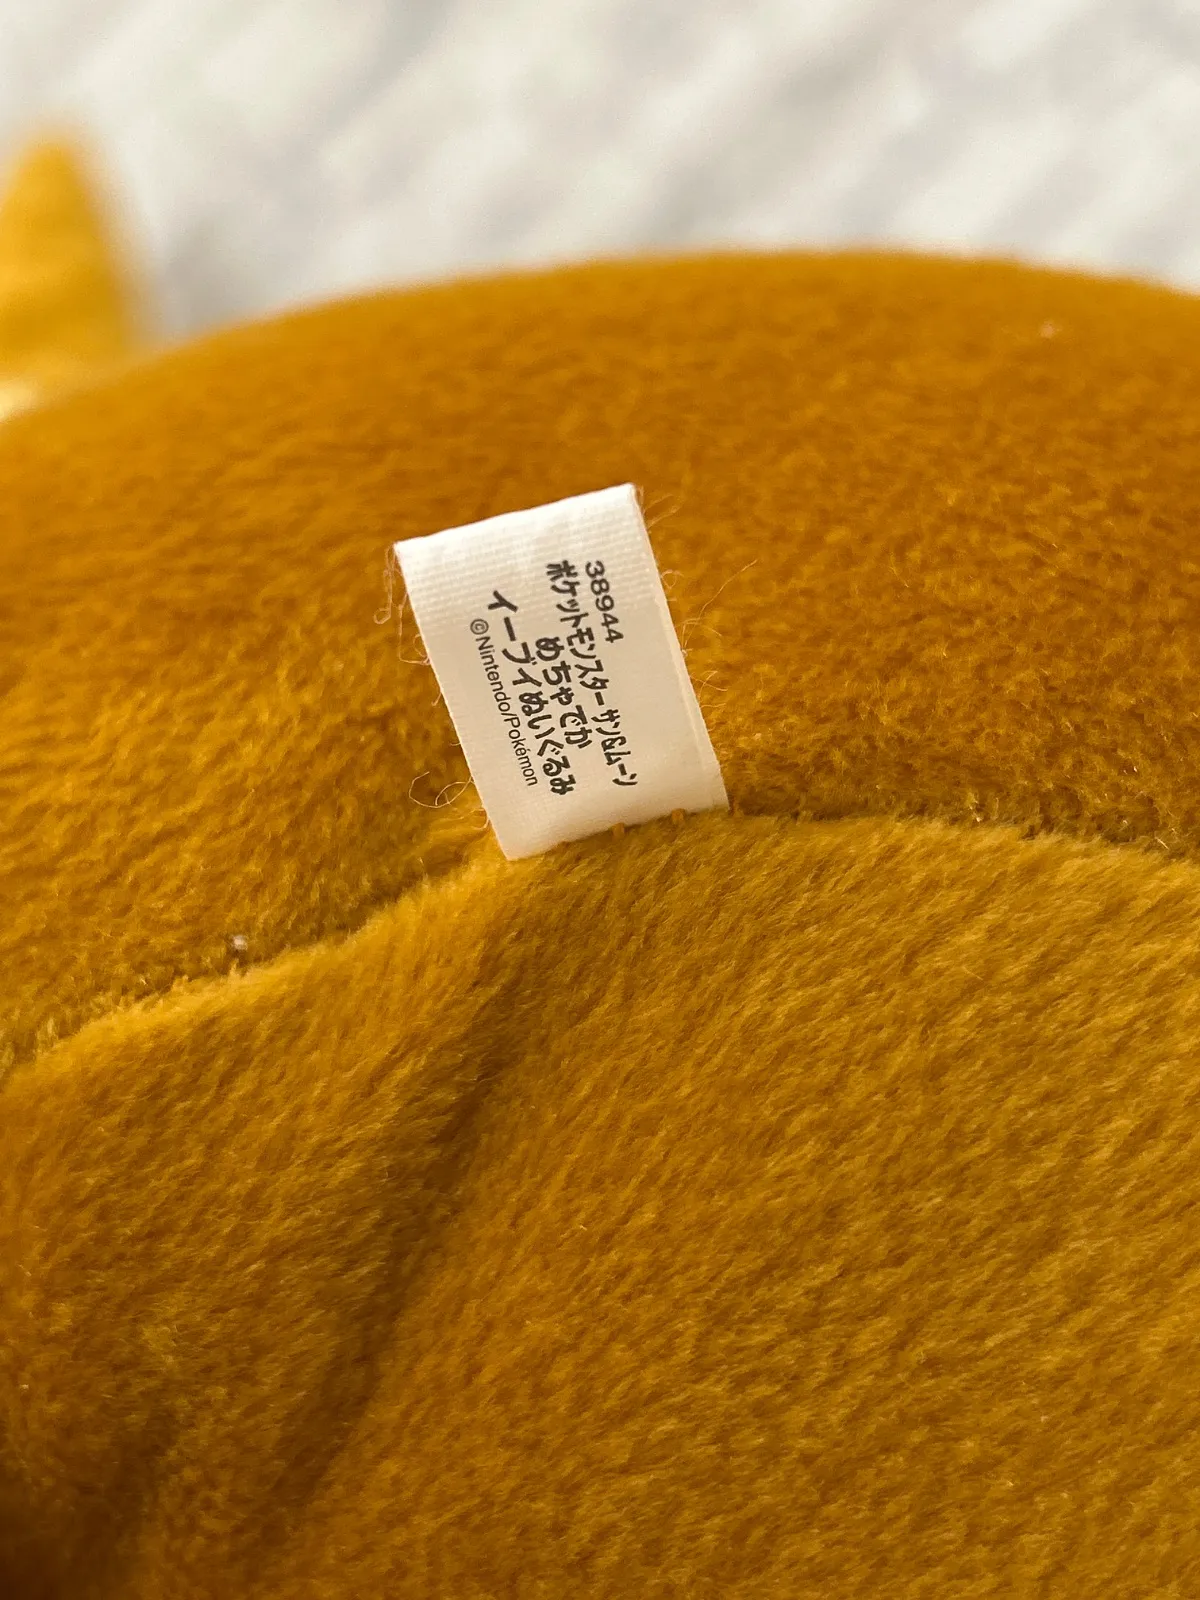 38944
ポケットモンスター サン&ムーン
めちゃでか
イーブイぬいぐるみ
©Nintendo/Pokémon